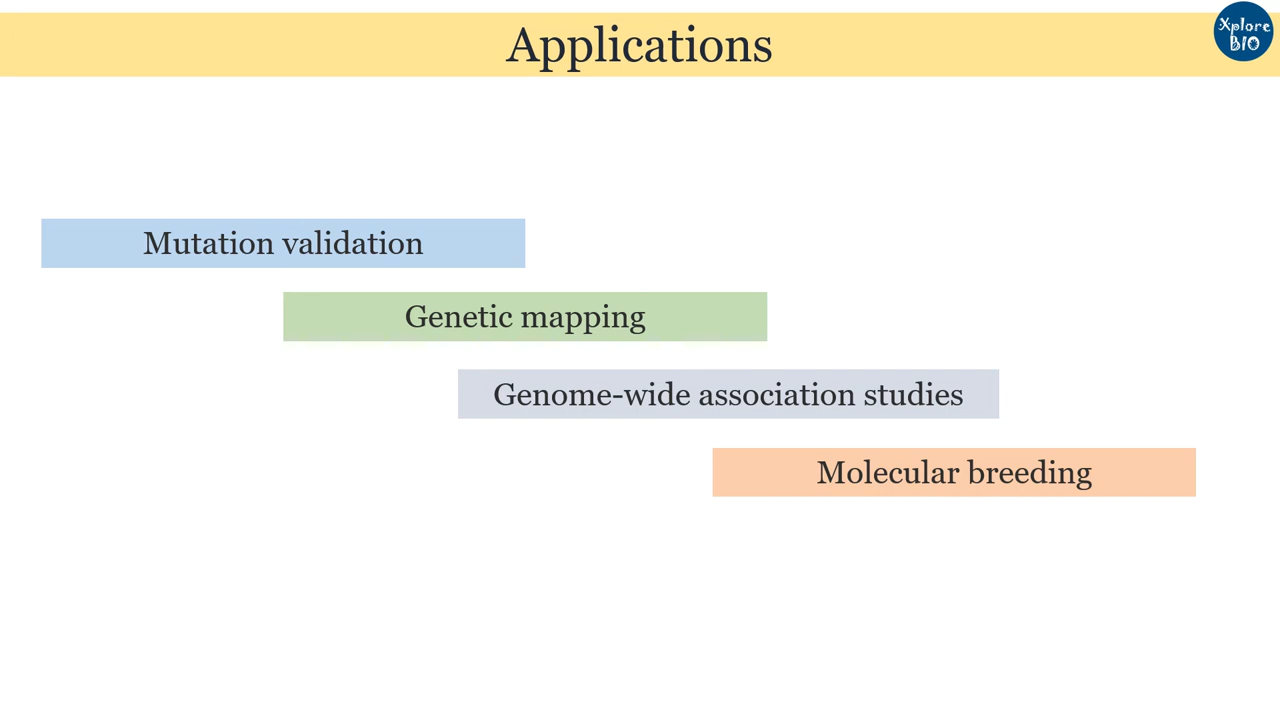 Applications
Xplore
BIO
Mutation validation
Genetic mapping
Genome-wide association studies
Molecular breeding